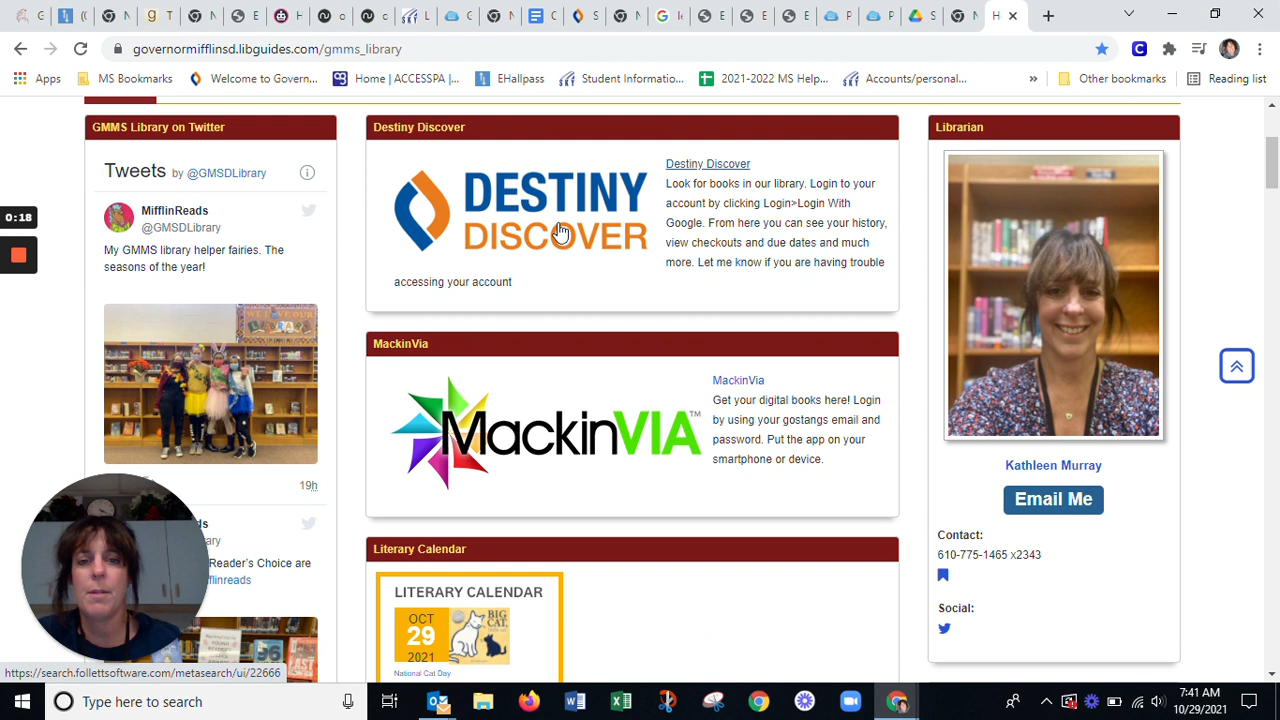 G
((
N
T
N
E
H
N
o
o
L
G
N
C
S
N
le
E
E
E
P
P
S
N
H
governormifflinsd.libguides.com/gmms_library
Apps
MS Bookmarks
Welcome to Govern...
Home | ACCESSPA |...
EHallpass
Student Informatio...
2021-2022 MS Help...
Accounts/personal...
»
Other bookmarks
Reading list
0:18
GMMS Library on Twitter
Tweets by @GMSDLibrary
MifflinReads
@GMSDLibrary
My GMMS library helper fairies. The
seasons of the year!
19h
Reader's Choice are
Destiny Discover
DESTINY
DISCOVER
Destiny Discover
Look for books in our library. Login to your
account by clicking Login>Login With
Google. From here you can see your history,
view checkouts and due dates and much
more. Let me know if you are having trouble
accessing your account
MackinVia
MackinVIA™
MackinVia
Get your digital books here! Login
by using your gostangs email and
password. Put the app on your
smartphone or device.
Literary Calendar
LITERARY CALENDAR
OCT
29
2021
BIG
CAT,
National Cat Day
Librarian
Kathleen Murray
Email Me
Contact:
610-775-1465 x2343
Social:
https://search.follettsoftware.com/metasearch/ui/22666
Type here to search
7:41 AM
10/29/2021